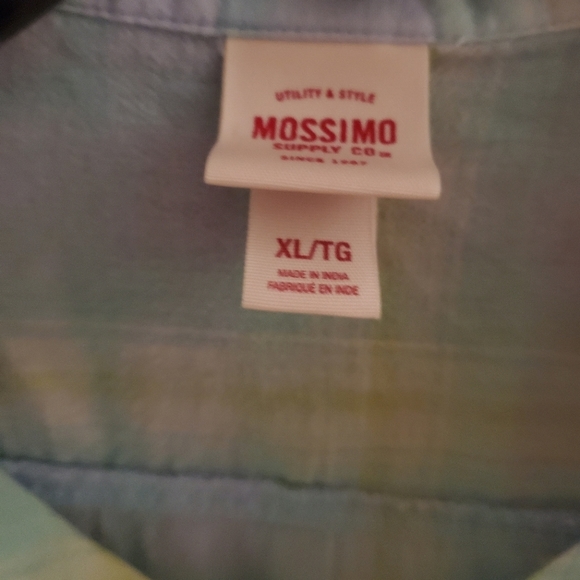 UTILITY & STYLE
MOSSIMO
SUPPLY CO
XL/TG
MADE IN INDIA
FABRIQUÉ EN INDE